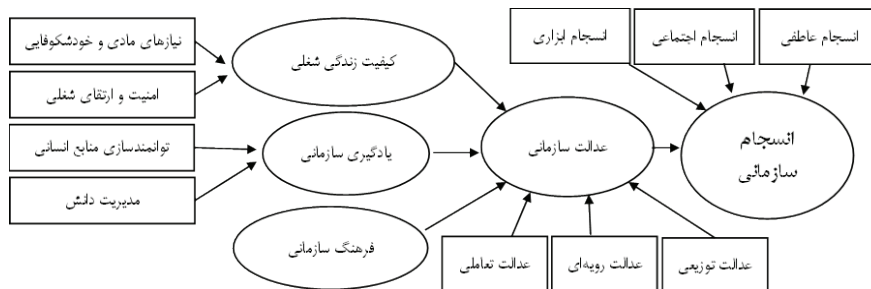 انسجام عاطفی
انسجام اجتماعی
انسجام ابزاری
نیازهای مادی و خودشکوفایی
کیفیت زندگی شغلی
امنیت و ارتقای شغلی
انسجام
سازمانی
عدالت سازمانی
یادگیری سازمانی
توانمندسازی منابع انسانی
مدیریت دانش
فرهنگ سازمانی
عدالت توزیعی
عدالت رویه‌ای
عدالت تعاملی